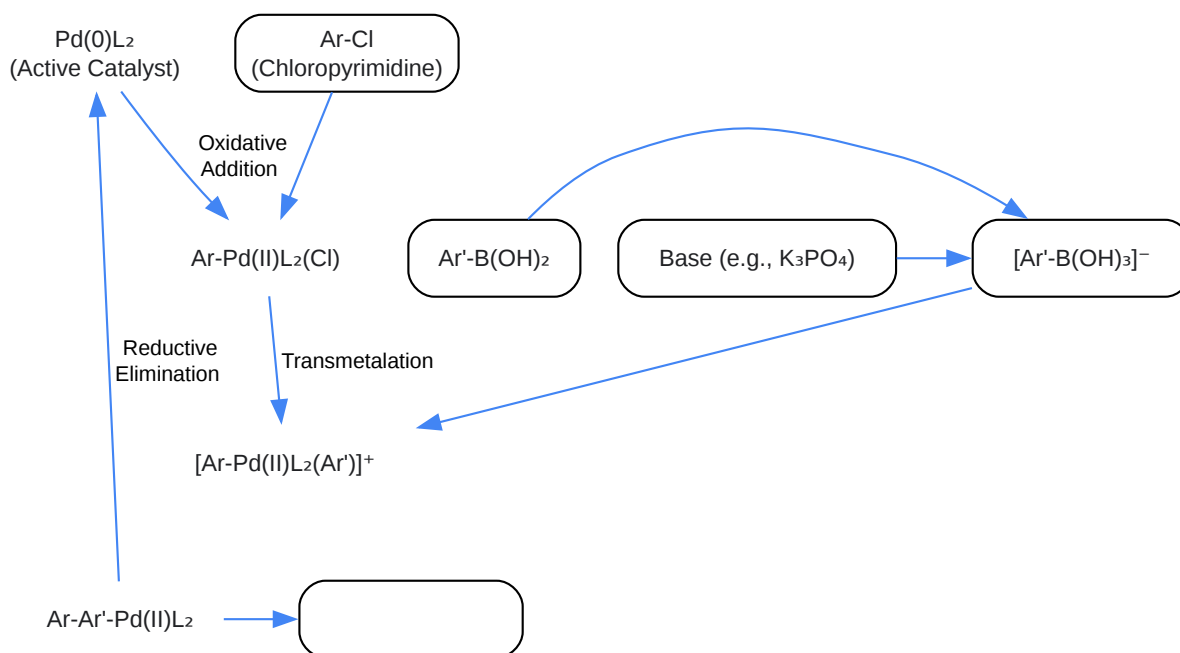 Pd(0)L₂
(Active Catalyst)
Ar-Cl
(Chloropyrimidine)
Oxidative
Addition
Ar-Pd(II)L₂(Cl)
Ar'-B(OH)₂
Base (e.g., K₃PO₄)
[Ar'-B(OH)₃]⁻
Reductive
Elimination
Transmetalation
[Ar-Pd(II)L₂(Ar')]⁺
Ar-Ar'-Pd(II)L₂